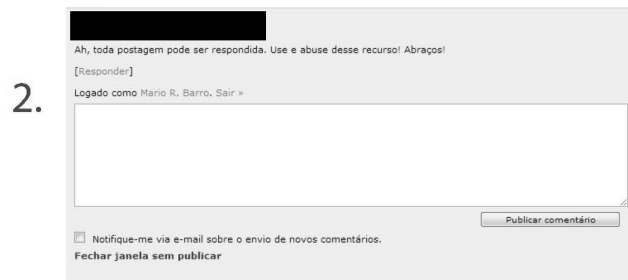 Ah, toda postagem pode ser respondida. Use e abuse desse recurso! Abraços!
[Responder]
2.
Logado como Mario R. Barro. Sair »
Publicar comentário
Notifique-me via e-mail sobre o envio de novos comentários.
Fechar janela sem publicar